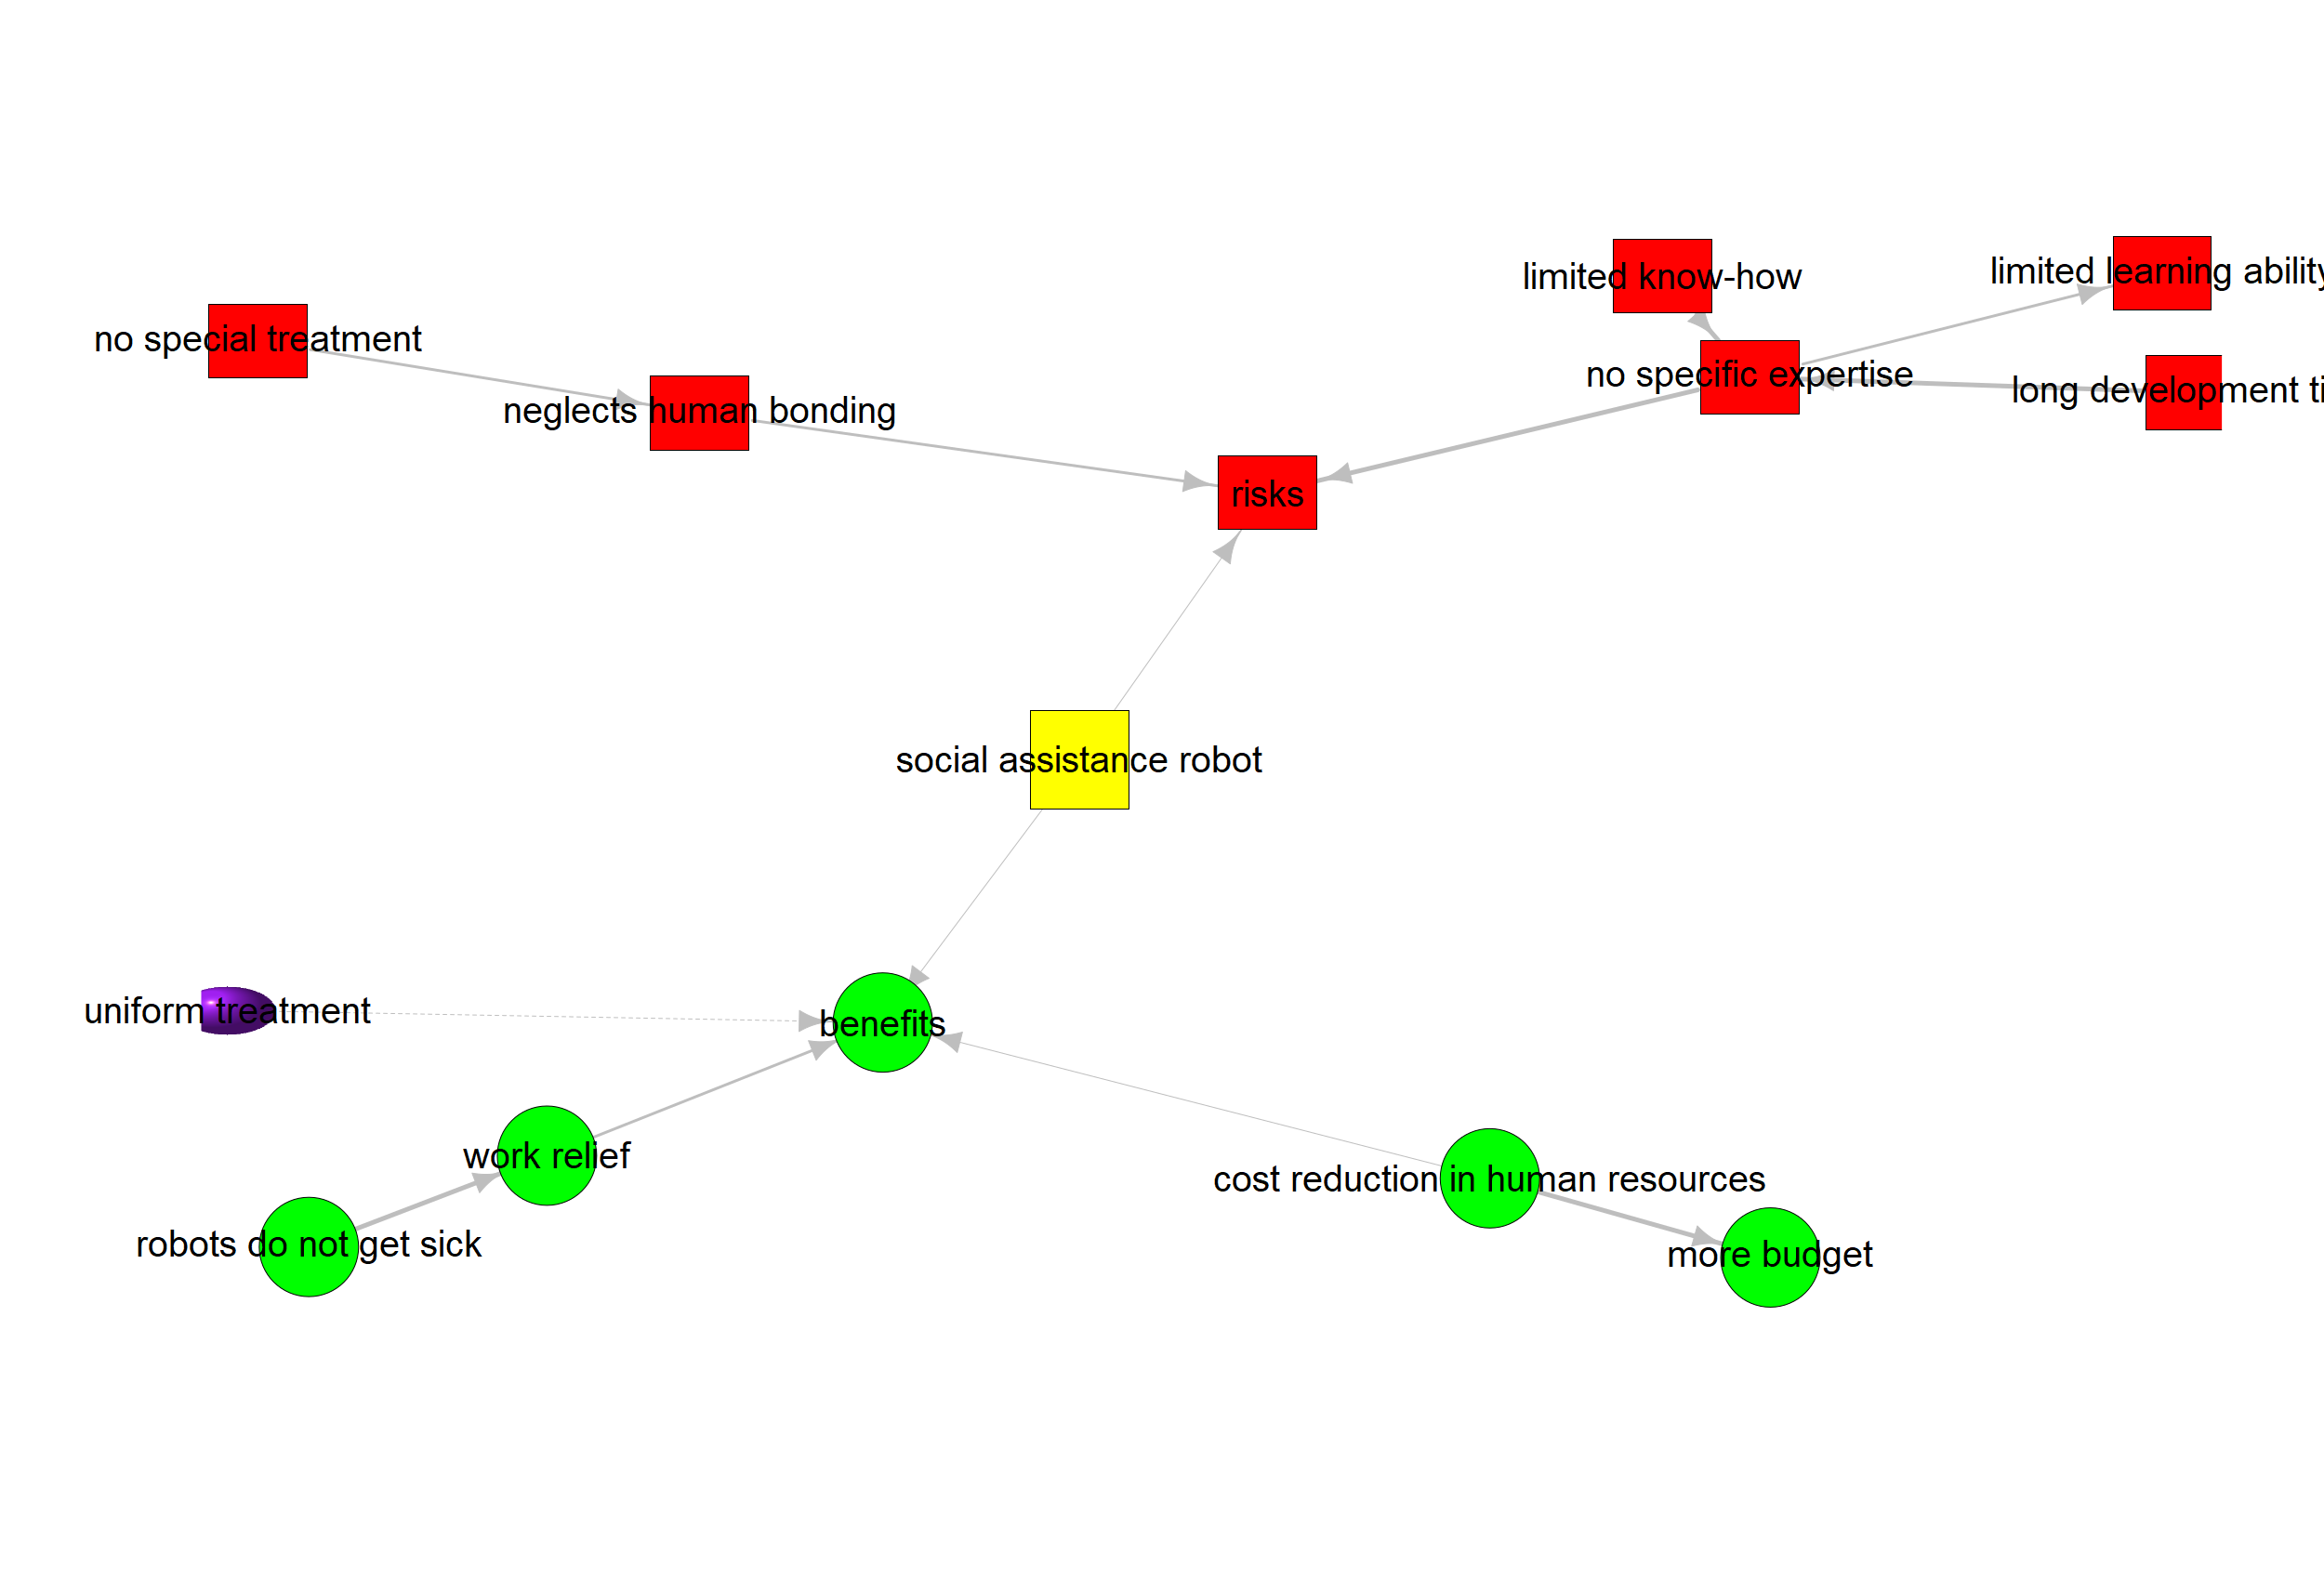 limited know-how
limited learning ability
no special treatment
no specific expertise
long development ti
neglects human bonding
risks
social assistance robot
uniform treatment
benefits
work relief
cost reduction in human resources
robots do not get sick
more budget